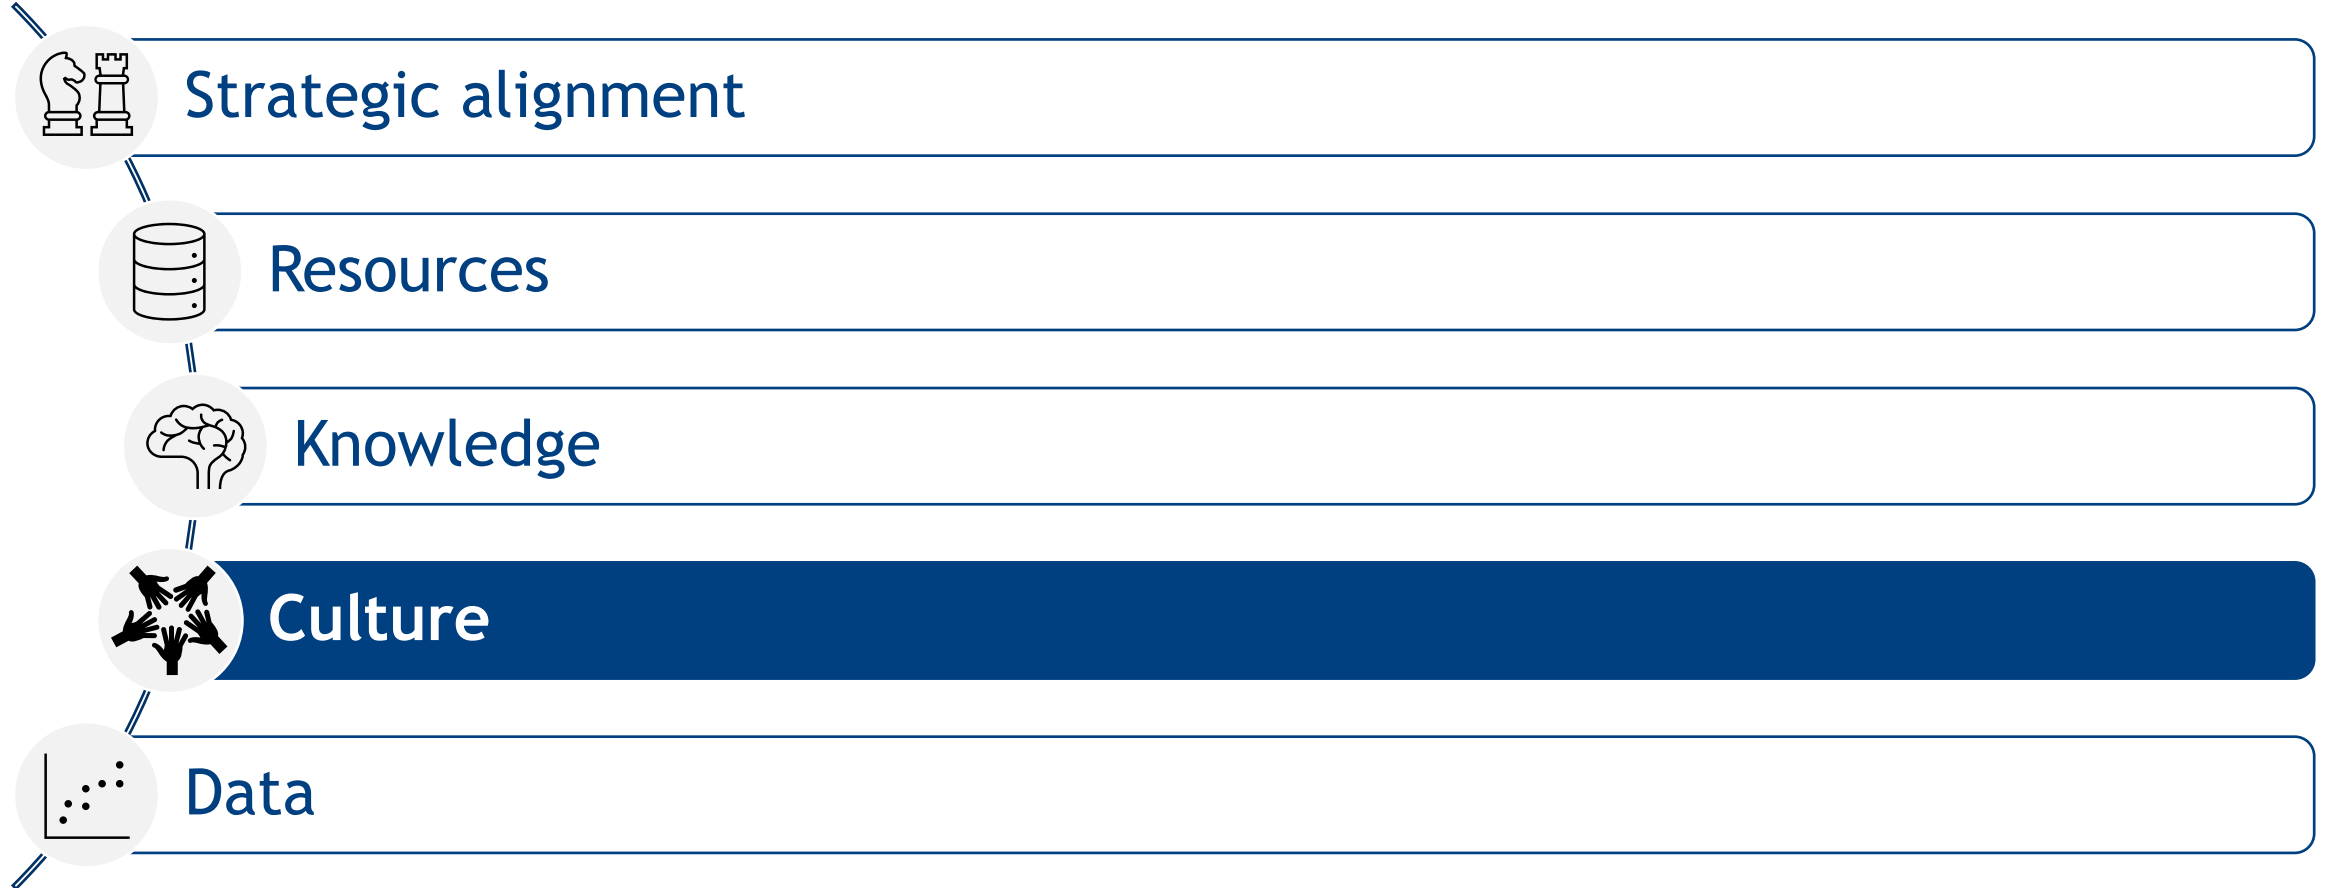 Strategic alignment
Resources
Knowledge
Culture
Data